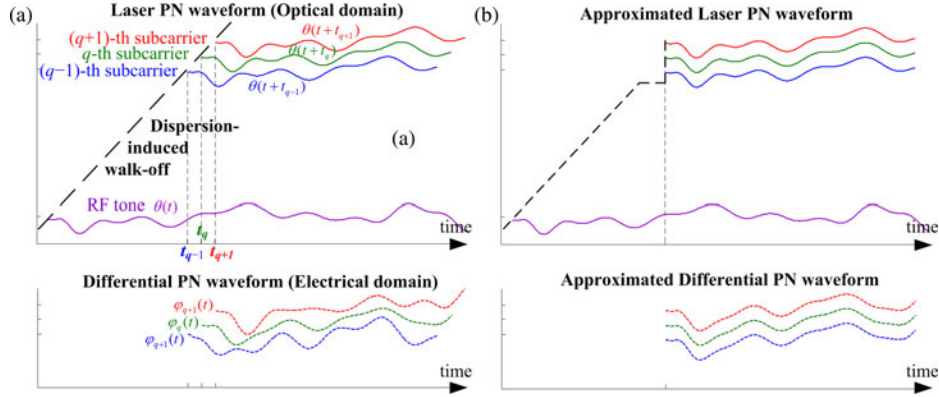 (a) Laser PN waveform (Optical domain)
(q+1)-th subcarrier
θ(t+t_{q+1})
q-th subcarrier
θ(t+t_q)
(q−1)-th subcarrier
θ(t+t_{q−1})
Dispersion-
induced
walk-off
(a)
RF tone θ(t)
time
t_q
t_{q−1} t_{q+1}
Differential PN waveform (Electrical domain)
φ_{q+1}(t)
φ_q(t)
φ_{q+1}(t)
time
(b) Approximated Laser PN waveform
time
Approximated Differential PN waveform
time